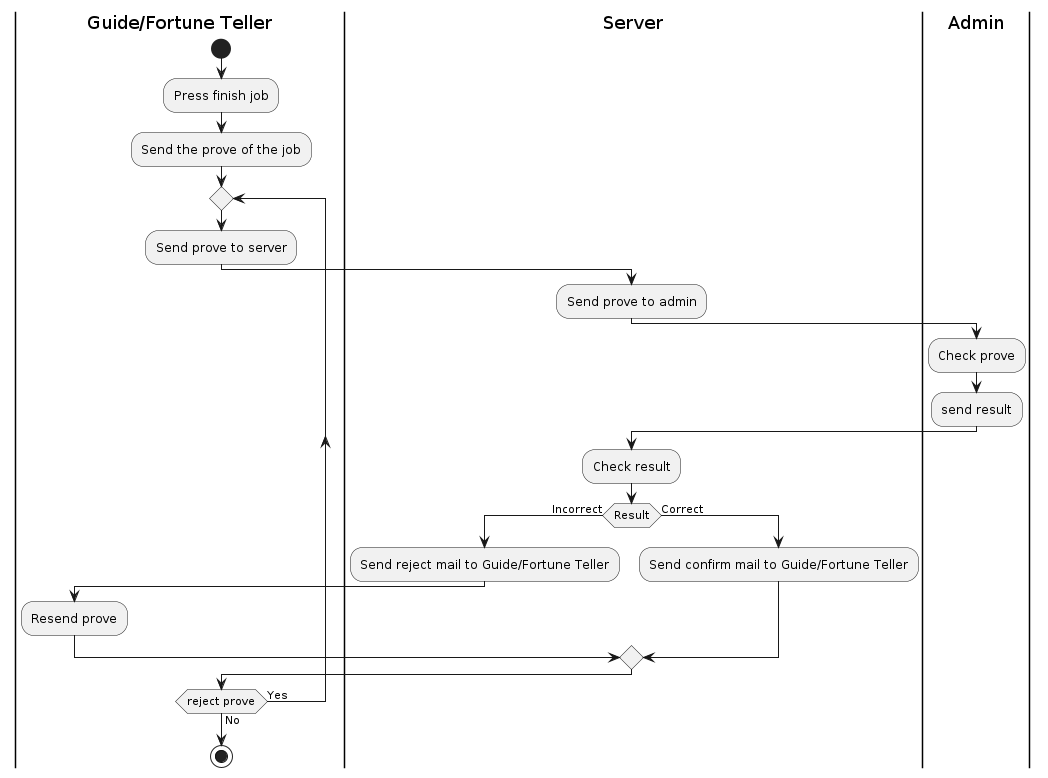 Guide/Fortune Teller
Server
Admin
Press finish job
Send the prove of the job
Send prove to server
Send prove to admin
Check prove
send result
Check result
Incorrect
Result
Correct
Send reject mail to Guide/Fortune Teller
Send confirm mail to Guide/Fortune Teller
Resend prove
reject prove
Yes
No